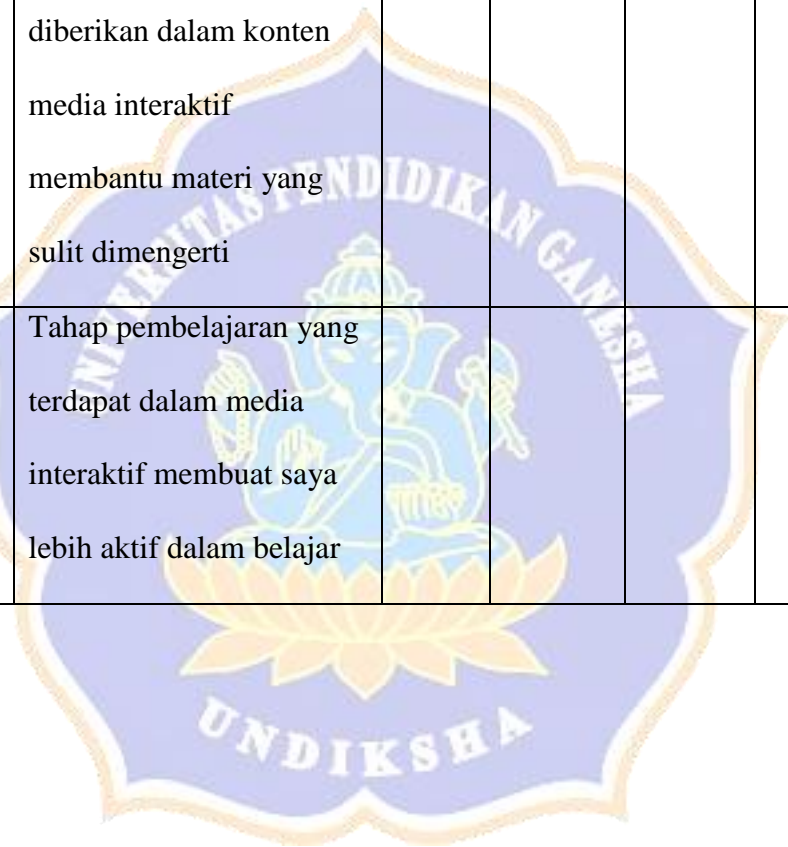 diberikan dalam konten
media interaktif
membantu materi yang
sulit dimengerti
Tahap pembelajaran yang
terdapat dalam media
interaktif membuat saya
lebih aktif dalam belajar
UNIVERSITAS PENDIDIKAN GANESHA
UNDIKSHA